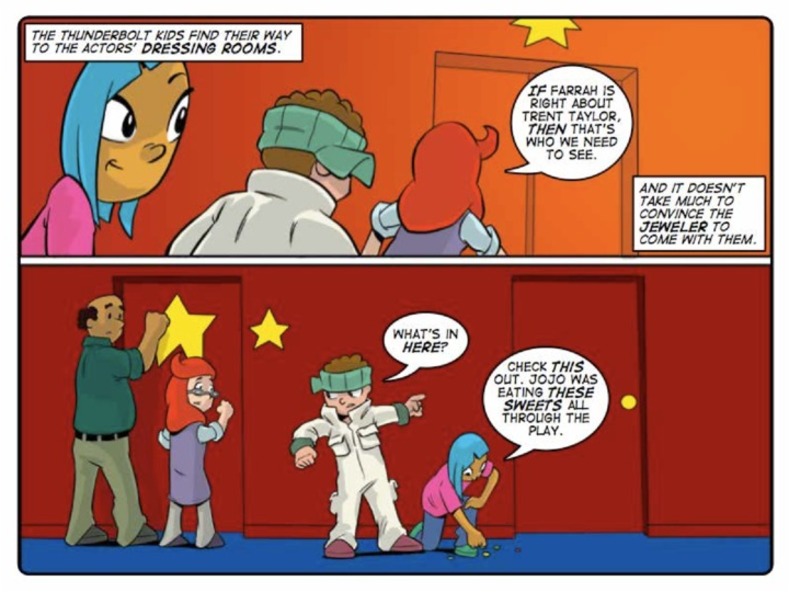 THE THUNDERBOLT KIDS FIND THEIR WAY
TO THE ACTORS' DRESSING ROOMS.
IF FARRAH IS
RIGHT ABOUT
TRENT TAYLOR,
THEN THAT'S
WHO WE NEED
TO SEE.
AND IT DOESN'T
TAKE MUCH TO
CONVINCE THE
JEWELER TO
COME WITH THEM.
WHAT'S IN
HERE?
CHECK THIS
OUT. JOJO WAS
EATING THESE
SWEETS ALL
THROUGH THE
PLAY.